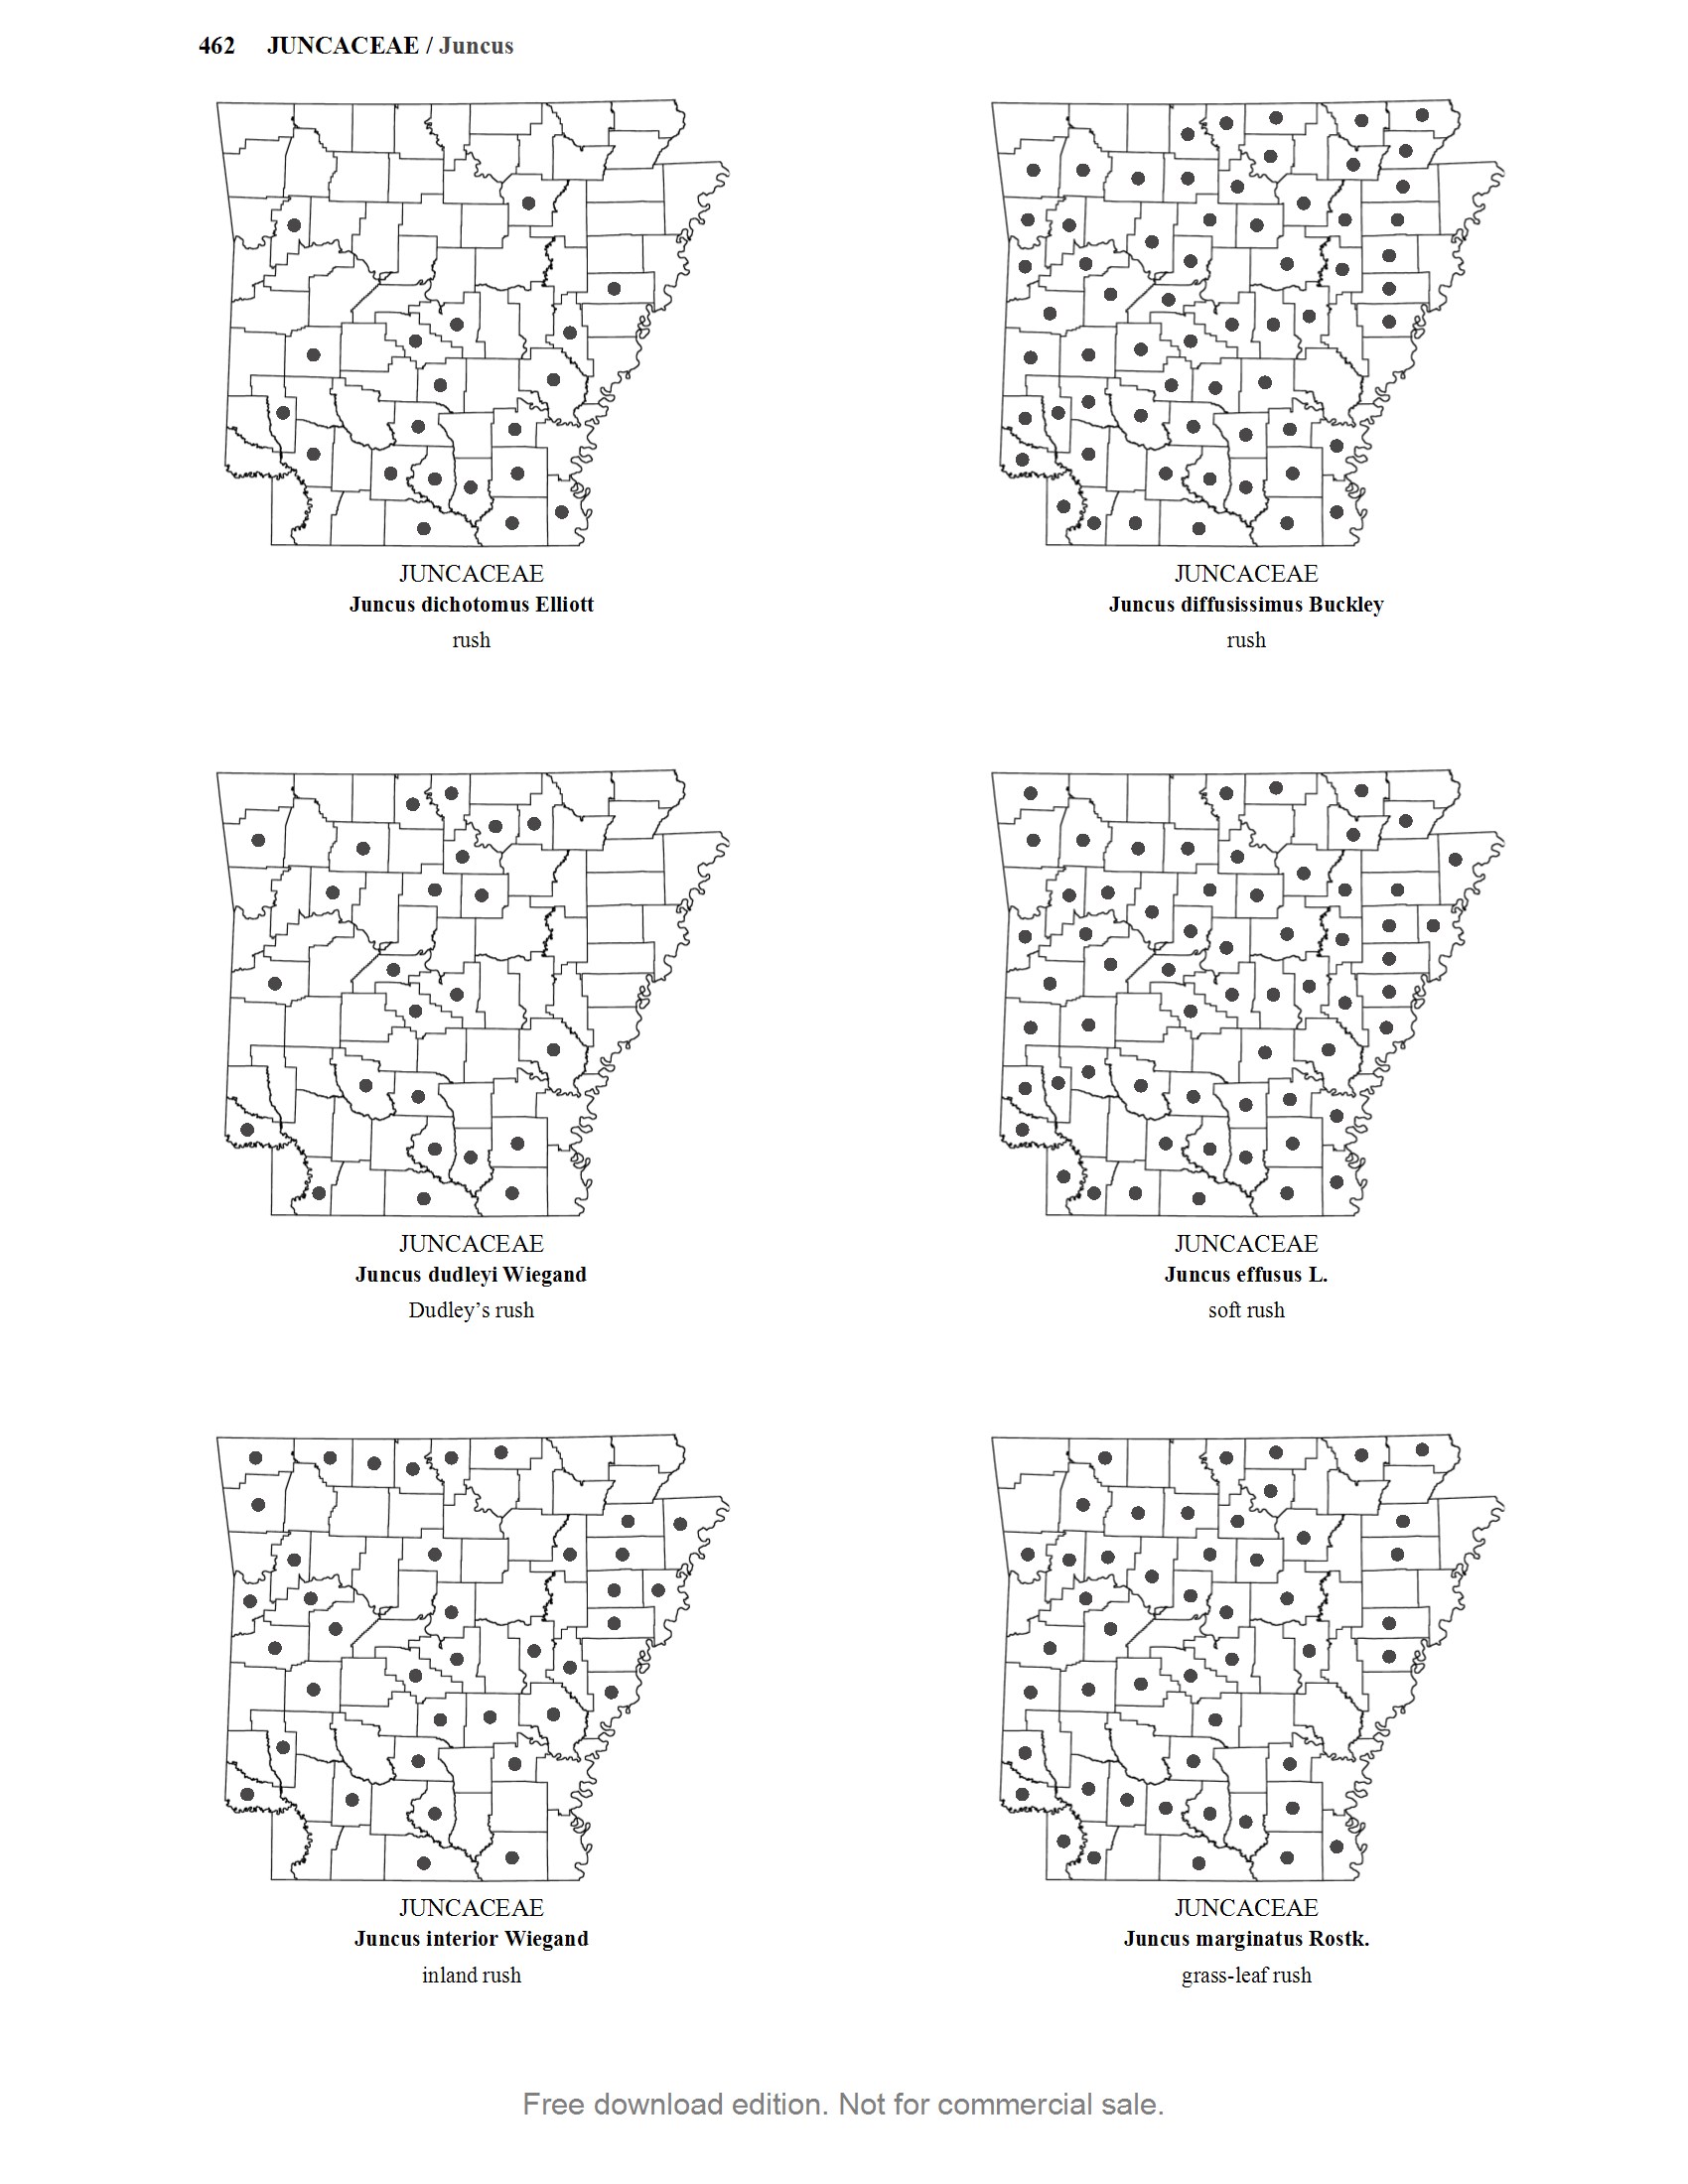 462 JUNCACEAE / Juncus
JUNCACEAE
Juncus dichotomus Elliott
rush
JUNCACEAE
Juncus diffusissimus Buckley
rush
JUNCACEAE
Juncus dudleyi Wiegand
Dudley’s rush
JUNCACEAE
Juncus effusus L.
soft rush
JUNCACEAE
Juncus interior Wiegand
inland rush
JUNCACEAE
Juncus marginatus Rostk.
grass-leaf rush
Free download edition. Not for commercial sale.